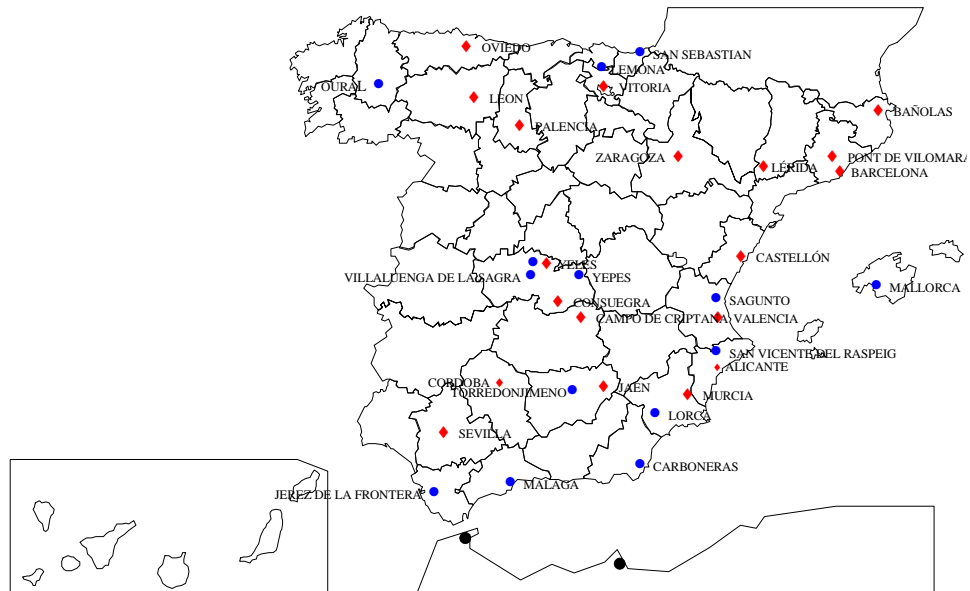 OVIEDO
SAN SEBASTIAN
LEMONA
OURAL
VITORIA
LEON
BAÑOLAS
PALENCIA
ZARAGOZA
PONT DE VILOMARA
LÉRIDA
BARCELONA
CASTELLÓN
YELES
VILLALUENGA DE LA SAGRA
YEPES
MALLORCA
CONSUEGRA
SAGUNTO
CAMPO DE CRIPTANA
VALENCIA
SAN VICENTE DEL RASPEIG
ALICANTE
CORDOBA
JAEN
TORREDONJIMENO
MURCIA
LORCA
SEVILLA
CARBONERAS
MALAGA
JEREZ DE LA FRONTERA